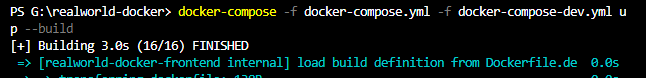 PS G:\realworld-docker> docker-compose -f docker-compose.yml -f docker-compose-dev.yml u
p --build
[+] Building 3.0s (16/16) FINISHED
=> [realworld-docker-frontend internal] load build definition from Dockerfile.de  0.0s